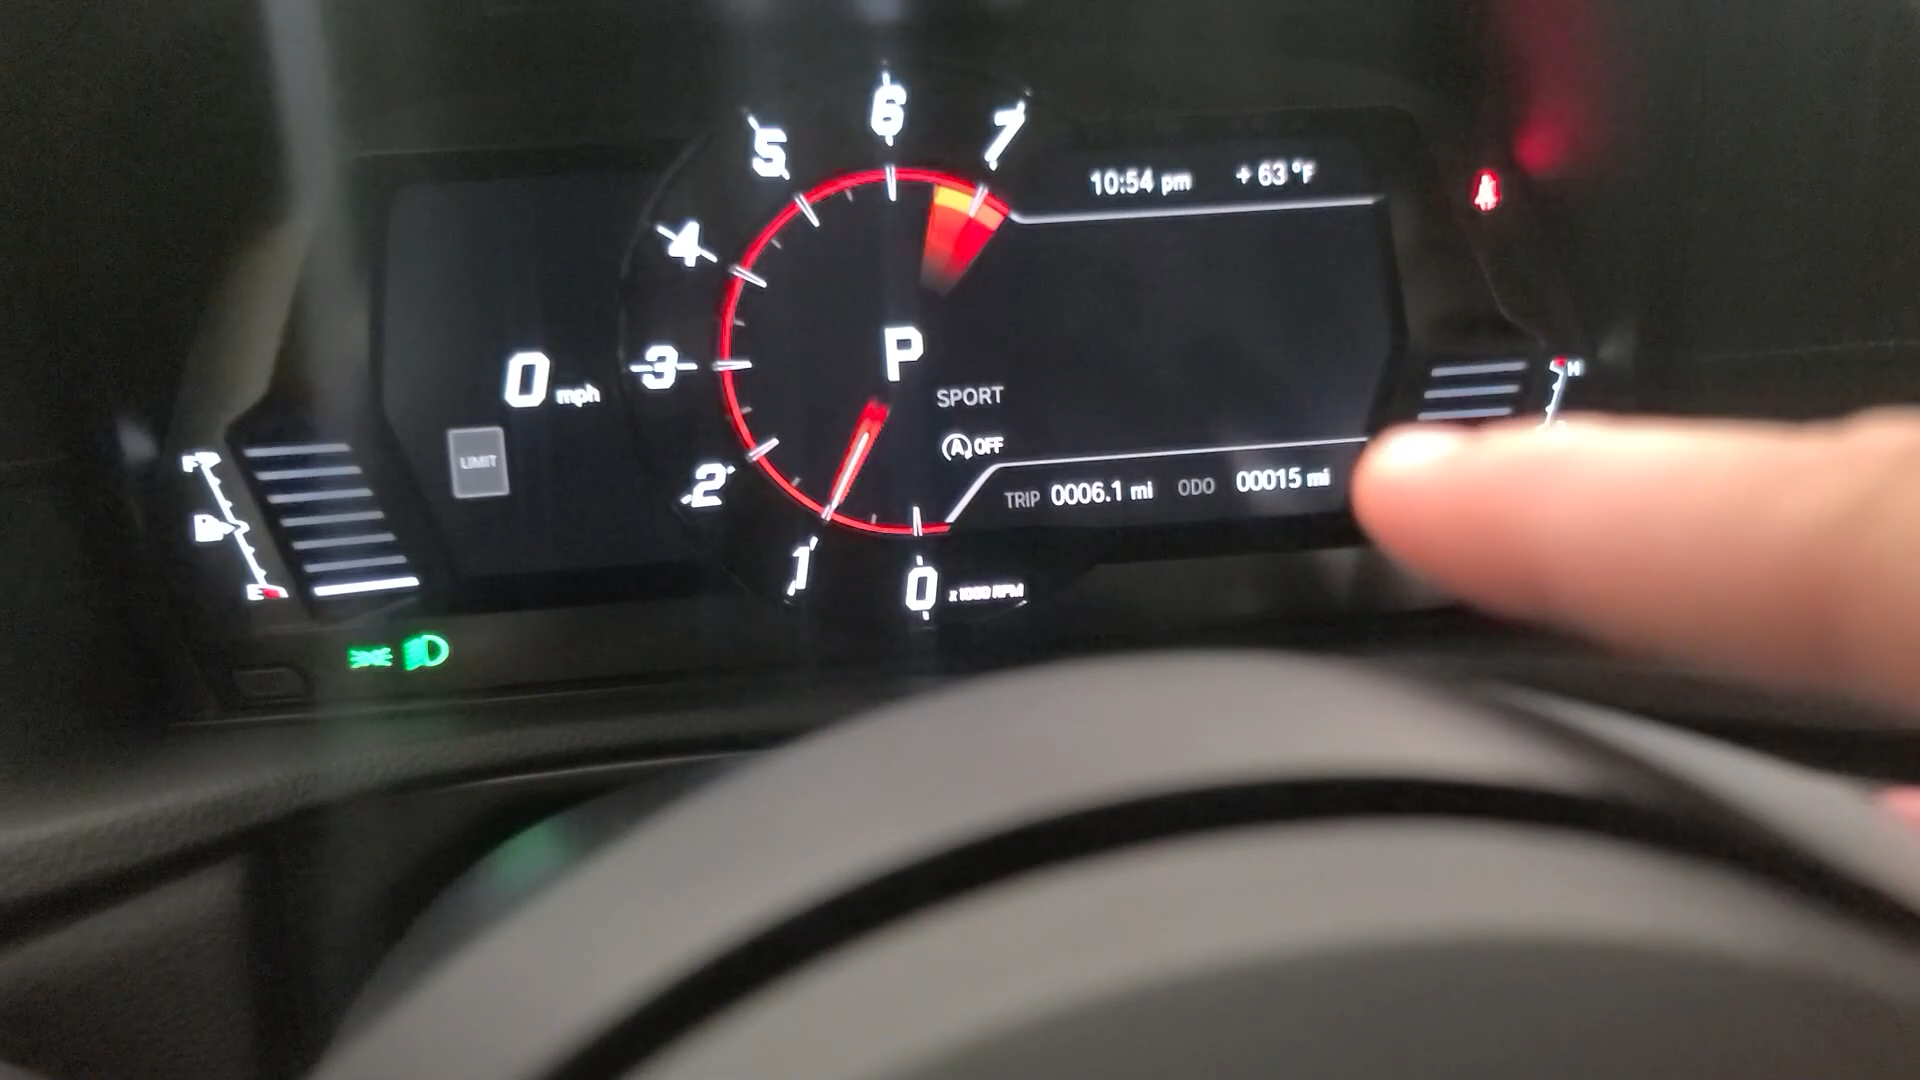 10:54 pm +63°F
7
6
5
4
3
2
1
0
x1000 RPM
P
SPORT
A OFF
0 mph
LIMIT
TRIP 0006.1 mi ODO 00015 mi
F
E
H